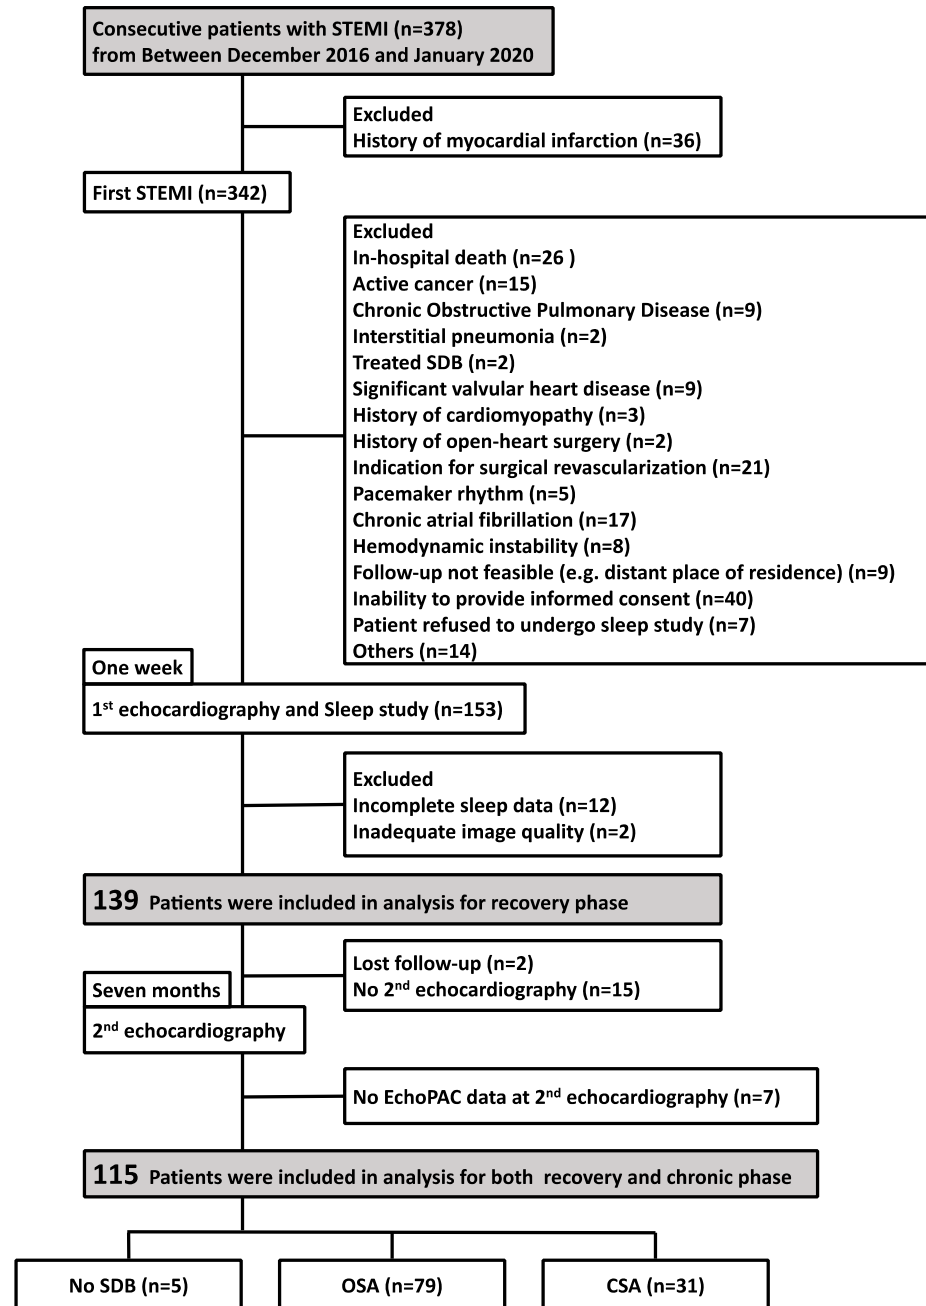 Consecutive patients with STEMI (n=378)
from Between December 2016 and January 2020
Excluded
History of myocardial infarction (n=36)
First STEMI (n=342)
Excluded
In-hospital death (n=26 )
Active cancer (n=15)
Chronic Obstructive Pulmonary Disease (n=9)
Interstitial pneumonia (n=2)
Treated SDB (n=2)
Significant valvular heart disease (n=9)
History of cardiomyopathy (n=3)
History of open-heart surgery (n=2)
Indication for surgical revascularization (n=21)
Pacemaker rhythm (n=5)
Chronic atrial fibrillation (n=17)
Hemodynamic instability (n=8)
Follow-up not feasible (e.g. distant place of residence) (n=9)
Inability to provide informed consent (n=40)
Patient refused to undergo sleep study (n=7)
Others (n=14)
One week
1st echocardiography and Sleep study (n=153)
Excluded
Incomplete sleep data (n=12)
Inadequate image quality (n=2)
139 Patients were included in analysis for recovery phase
Lost follow-up (n=2)
No 2nd echocardiography (n=15)
Seven months
2nd echocardiography
No EchoPAC data at 2nd echocardiography (n=7)
115 Patients were included in analysis for both recovery and chronic phase
No SDB (n=5)
OSA (n=79)
CSA (n=31)